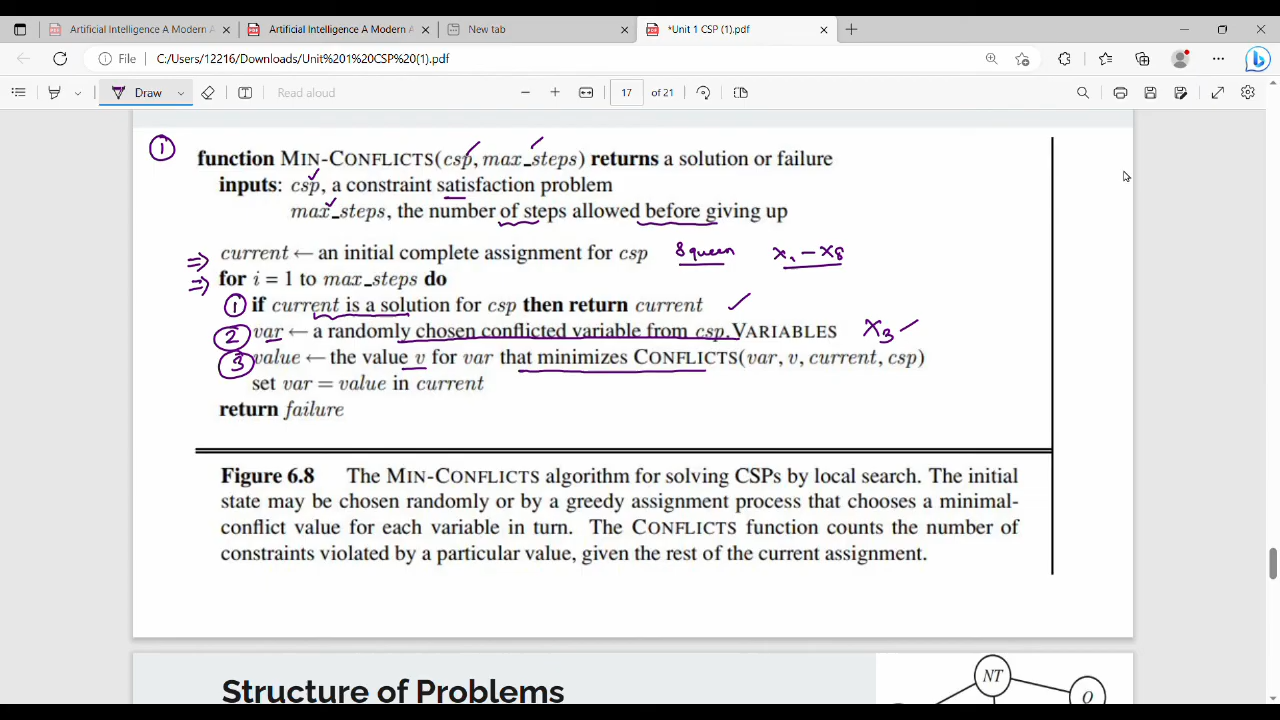 Artificial Intelligence A Modern A
Artificial Intelligence A Modern A
New tab
*Unit 1 CSP (1).pdf
File C:/Users/12216/Downloads/Unit%201%20CSP%20(1).pdf
Draw Read aloud 17 of 21
① function MIN-CONFLICTS(csp, max_steps) returns a solution or failure
inputs: csp, a constraint satisfaction problem
max_steps, the number of steps allowed before giving up
current ← an initial complete assignment for csp 8 queen x₁ – x8
for i = 1 to max_steps do
① if current is a solution for csp then return current
② var ← a randomly chosen conflicted variable from csp.VARIABLES X3
③ value ← the value v for var that minimizes CONFLICTS(var, v, current, csp)
set var = value in current
return failure
Figure 6.8 The MIN-CONFLICTS algorithm for solving CSPs by local search. The initial
state may be chosen randomly or by a greedy assignment process that chooses a minimal-
conflict value for each variable in turn. The CONFLICTS function counts the number of
constraints violated by a particular value, given the rest of the current assignment.
Structure of Problems
NT
Q